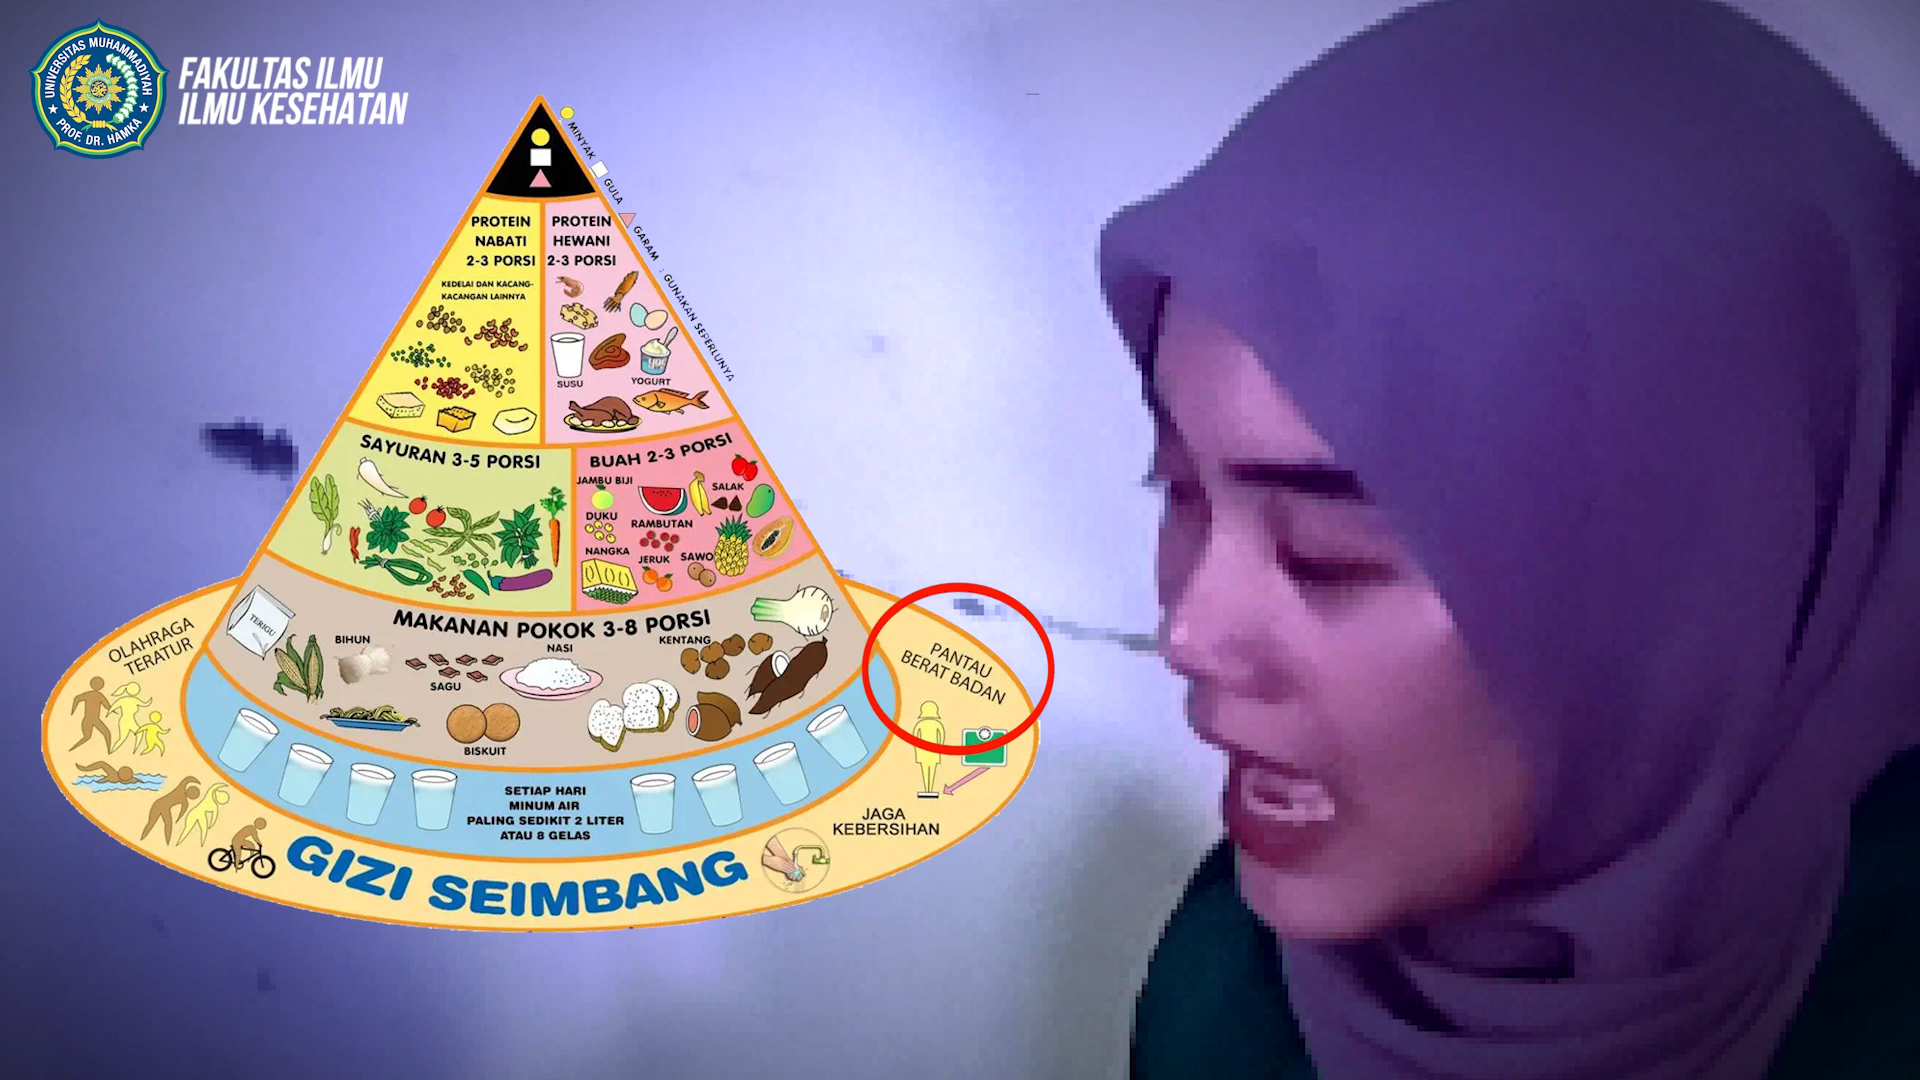 UNIVERSITAS MUHAMMADIYAH
PROF. DR. HAMKA
FAKULTAS ILMU
ILMU KESEHATAN
MINYAK
GULA
GARAM
: GUNAKAN SEPERLUNYA
PROTEIN
NABATI
2-3 PORSI
KEDELAI DAN KACANG-
KACANGAN LAINNYA
PROTEIN
HEWANI
2-3 PORSI
SUSU
YOGURT
SAYURAN 3-5 PORSI
BUAH 2-3 PORSI
JAMBU BIJI
SALAK
DUKU
RAMBUTAN
NANGKA
JERUK
SAWO
MAKANAN POKOK 3-8 PORSI
TERIGU
BIHUN
SAGU
NASI
KENTANG
BISKUIT
OLAHRAGA
TERATUR
PANTAU
BERAT BADAN
SETIAP HARI
MINUM AIR
PALING SEDIKIT 2 LITER
ATAU 8 GELAS
JAGA
KEBERSIHAN
GIZI SEIMBANG